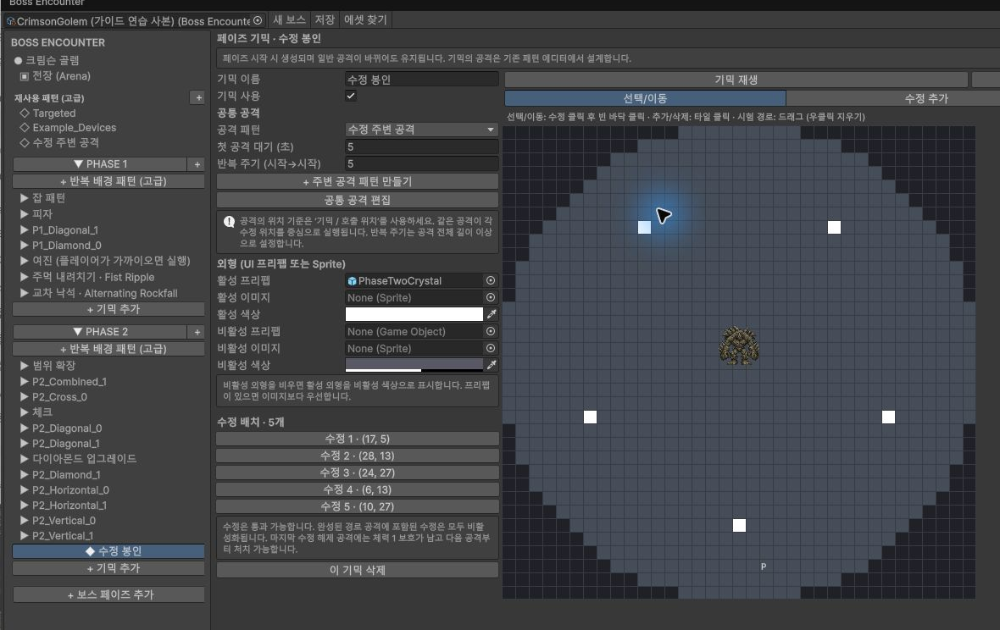 Boss Encounter
CrimsonGolem (가이드 연습 사본) (Boss Encounte
새 보스
저장
에셋 찾기
BOSS ENCOUNTER
크림슨 골렘
전장 (Arena)
재사용 패턴 (고급)
+
Targeted
Example_Devices
수정 주변 공격
▼ PHASE 1
+
+ 반복 배경 패턴 (고급)
▶ 잡 패턴
▶ 피자
▶ P1_Diagonal_1
▶ P1_Diamond_0
▶ 여진 (플레이어가 가까이오면 실행)
▶ 주먹 내려치기 · Fist Ripple
▶ 교차 낙석 · Alternating Rockfall
+ 기믹 추가
▼ PHASE 2
+
+ 반복 배경 패턴 (고급)
▶ 범위 확장
▶ P2_Combined_1
▶ P2_Cross_0
▶ 체크
▶ P2_Diagonal_0
▶ P2_Diagonal_1
▶ 다이아몬드 업그레이드
▶ P2_Diamond_1
▶ P2_Horizontal_0
▶ P2_Horizontal_1
▶ P2_Vertical_0
▶ P2_Vertical_1
◆ 수정 봉인
+ 기믹 추가
+ 보스 페이즈 추가
페이즈 기믹 · 수정 봉인
페이즈 시작 시 생성되며 일반 공격이 바뀌어도 유지됩니다. 기믹의 공격은 기존 패턴 에디터에서 설계합니다.
기믹 이름
수정 봉인
기믹 사용
공통 공격
공격 패턴
수정 주변 공격
첫 공격 대기 (초)
5
반복 주기 (시작→시작)
5
+ 주변 공격 패턴 만들기
공통 공격 편집
공격의 위치 기준은 '기믹 / 호출 위치'를 사용하세요. 같은 공격이 각
수정 위치를 중심으로 실행됩니다. 반복 주기는 공격 전체 길이 이상
으로 설정합니다.
외형 (UI 프리팹 또는 Sprite)
활성 프리팹
PhaseTwoCrystal
활성 이미지
None (Sprite)
활성 색상
비활성 프리팹
None (Game Object)
비활성 이미지
None (Sprite)
비활성 색상
비활성 외형을 비우면 활성 외형을 비활성 색상으로 표시합니다. 프리팹
이 있으면 이미지보다 우선합니다.
수정 배치 · 5개
수정 1 · (17, 5)
수정 2 · (28, 13)
수정 3 · (24, 27)
수정 4 · (6, 13)
수정 5 · (10, 27)
수정은 통과 가능합니다. 완성된 경로 공격에 포함된 수정은 모두 비활
성화됩니다. 마지막 수정 해제 공격에는 체력 1 보호가 남고 다음 공격부
터 처치 가능합니다.
이 기믹 삭제
기믹 재생
선택/이동
수정 추가
선택/이동: 수정 클릭 후 빈 바닥 클릭 · 추가/삭제: 타일 클릭 · 시험 경로: 드래그 (우클릭 지우기)
P